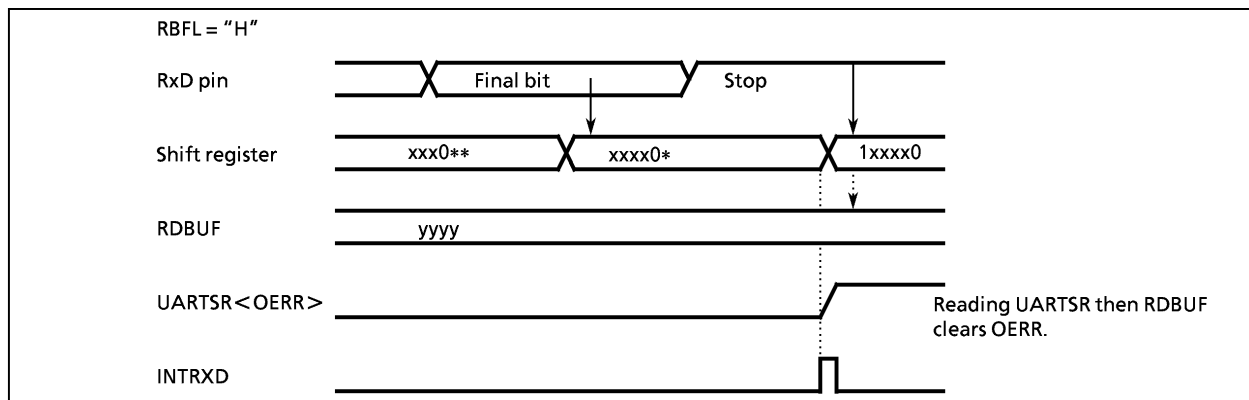 RBFL = “H”
RxD pin
Final bit
Stop
Shift register
xxx0**
xxxx0*
1xxxx0
RDBUF
yyyy
UARTSR<OERR>
Reading UARTSR then RDBUF
clears OERR.
INTRXD